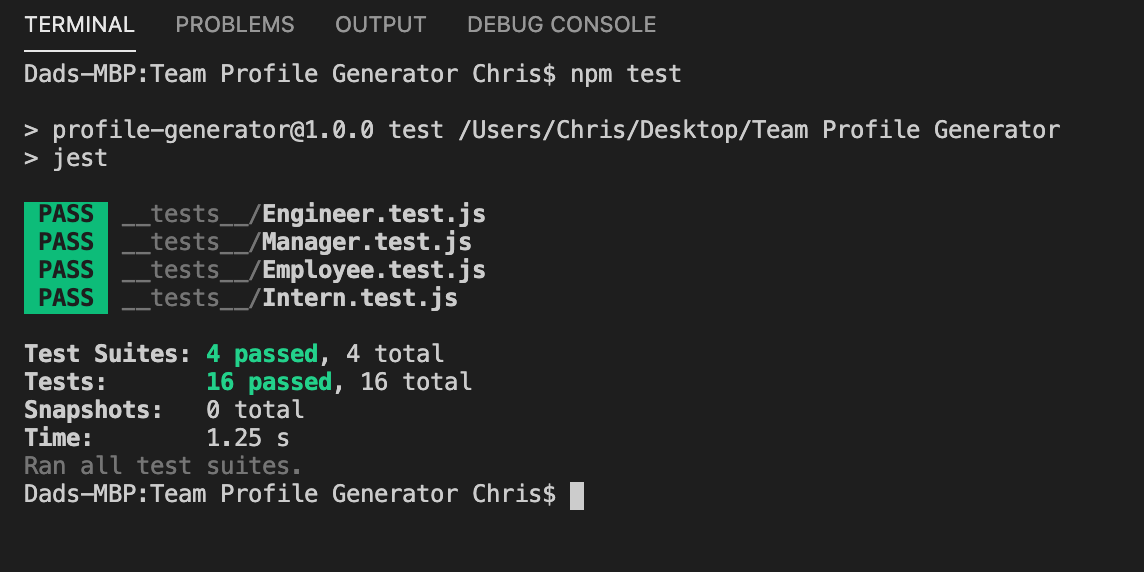 TERMINAL PROBLEMS OUTPUT DEBUG CONSOLE
Dads-MBP:Team Profile Generator Chris$ npm test
> profile-generator@1.0.0 test /Users/Chris/Desktop/Team Profile Generator
> jest
PASS __tests__/Engineer.test.js
PASS __tests__/Manager.test.js
PASS __tests__/Employee.test.js
PASS __tests__/Intern.test.js
Test Suites: 4 passed, 4 total
Tests: 16 passed, 16 total
Snapshots: 0 total
Time: 1.25 s
Ran all test suites.
Dads-MBP:Team Profile Generator Chris$